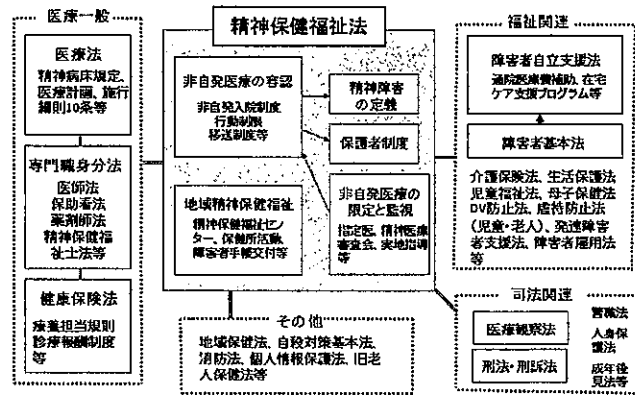 医療一般
医療法
精神病床規定、
医療計画、施行
細則10条等
専門職身分法
医師法
保助看法
薬剤師法
精神保健福
祉士法等
健康保険法
療養担当規則
診療報酬制度
等
精神保健福祉法
非自発医療の容認
非自発入院制度
行動制限
移送制度等
精神障害
の定義
保護者制度
地域精神保健福祉
精神保健福祉セン
ター、保健所活動、
障害者手帳交付等
非自発医療の
限定と監視
指定医、精神医療
審査会、実地指導
等
その他
地域保健法、自殺対策基本法、
消防法、個人情報保護法、旧老
人保健法等
福祉関連
障害者自立支援法
通院医療費補助、在宅
ケア支援プログラム等
障害者基本法
介護保険法、生活保護法
児童福祉法、母子保健法
DV防止法、虐待防止法
(児童・老人)、発達障害
者支援法、障害者雇用法
等
司法関連
医療観察法
刑法・刑訴法
警職法
人身保
護法
成年後
見法等